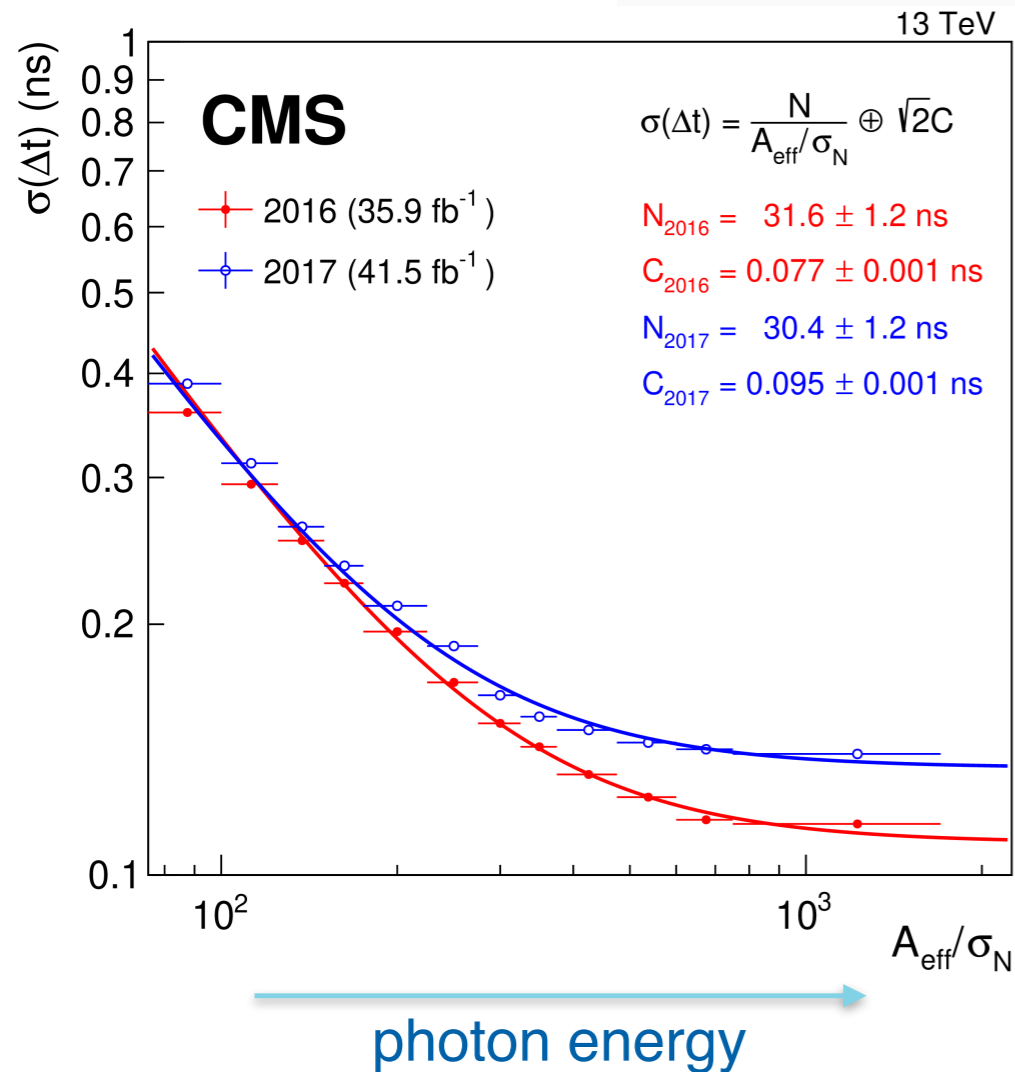 13 TeV
CMS
σ(Δt) = N / (A_eff/σ_N) ⊕ √2C
2016 (35.9 fb⁻¹)
2017 (41.5 fb⁻¹)
N_2016 = 31.6 ± 1.2 ns
C_2016 = 0.077 ± 0.001 ns
N_2017 = 30.4 ± 1.2 ns
C_2017 = 0.095 ± 0.001 ns
σ(Δt) (ns)
1
0.9
0.8
0.7
0.6
0.5
0.4
0.3
0.2
0.1
10²
10³
A_eff/σ_N
photon energy